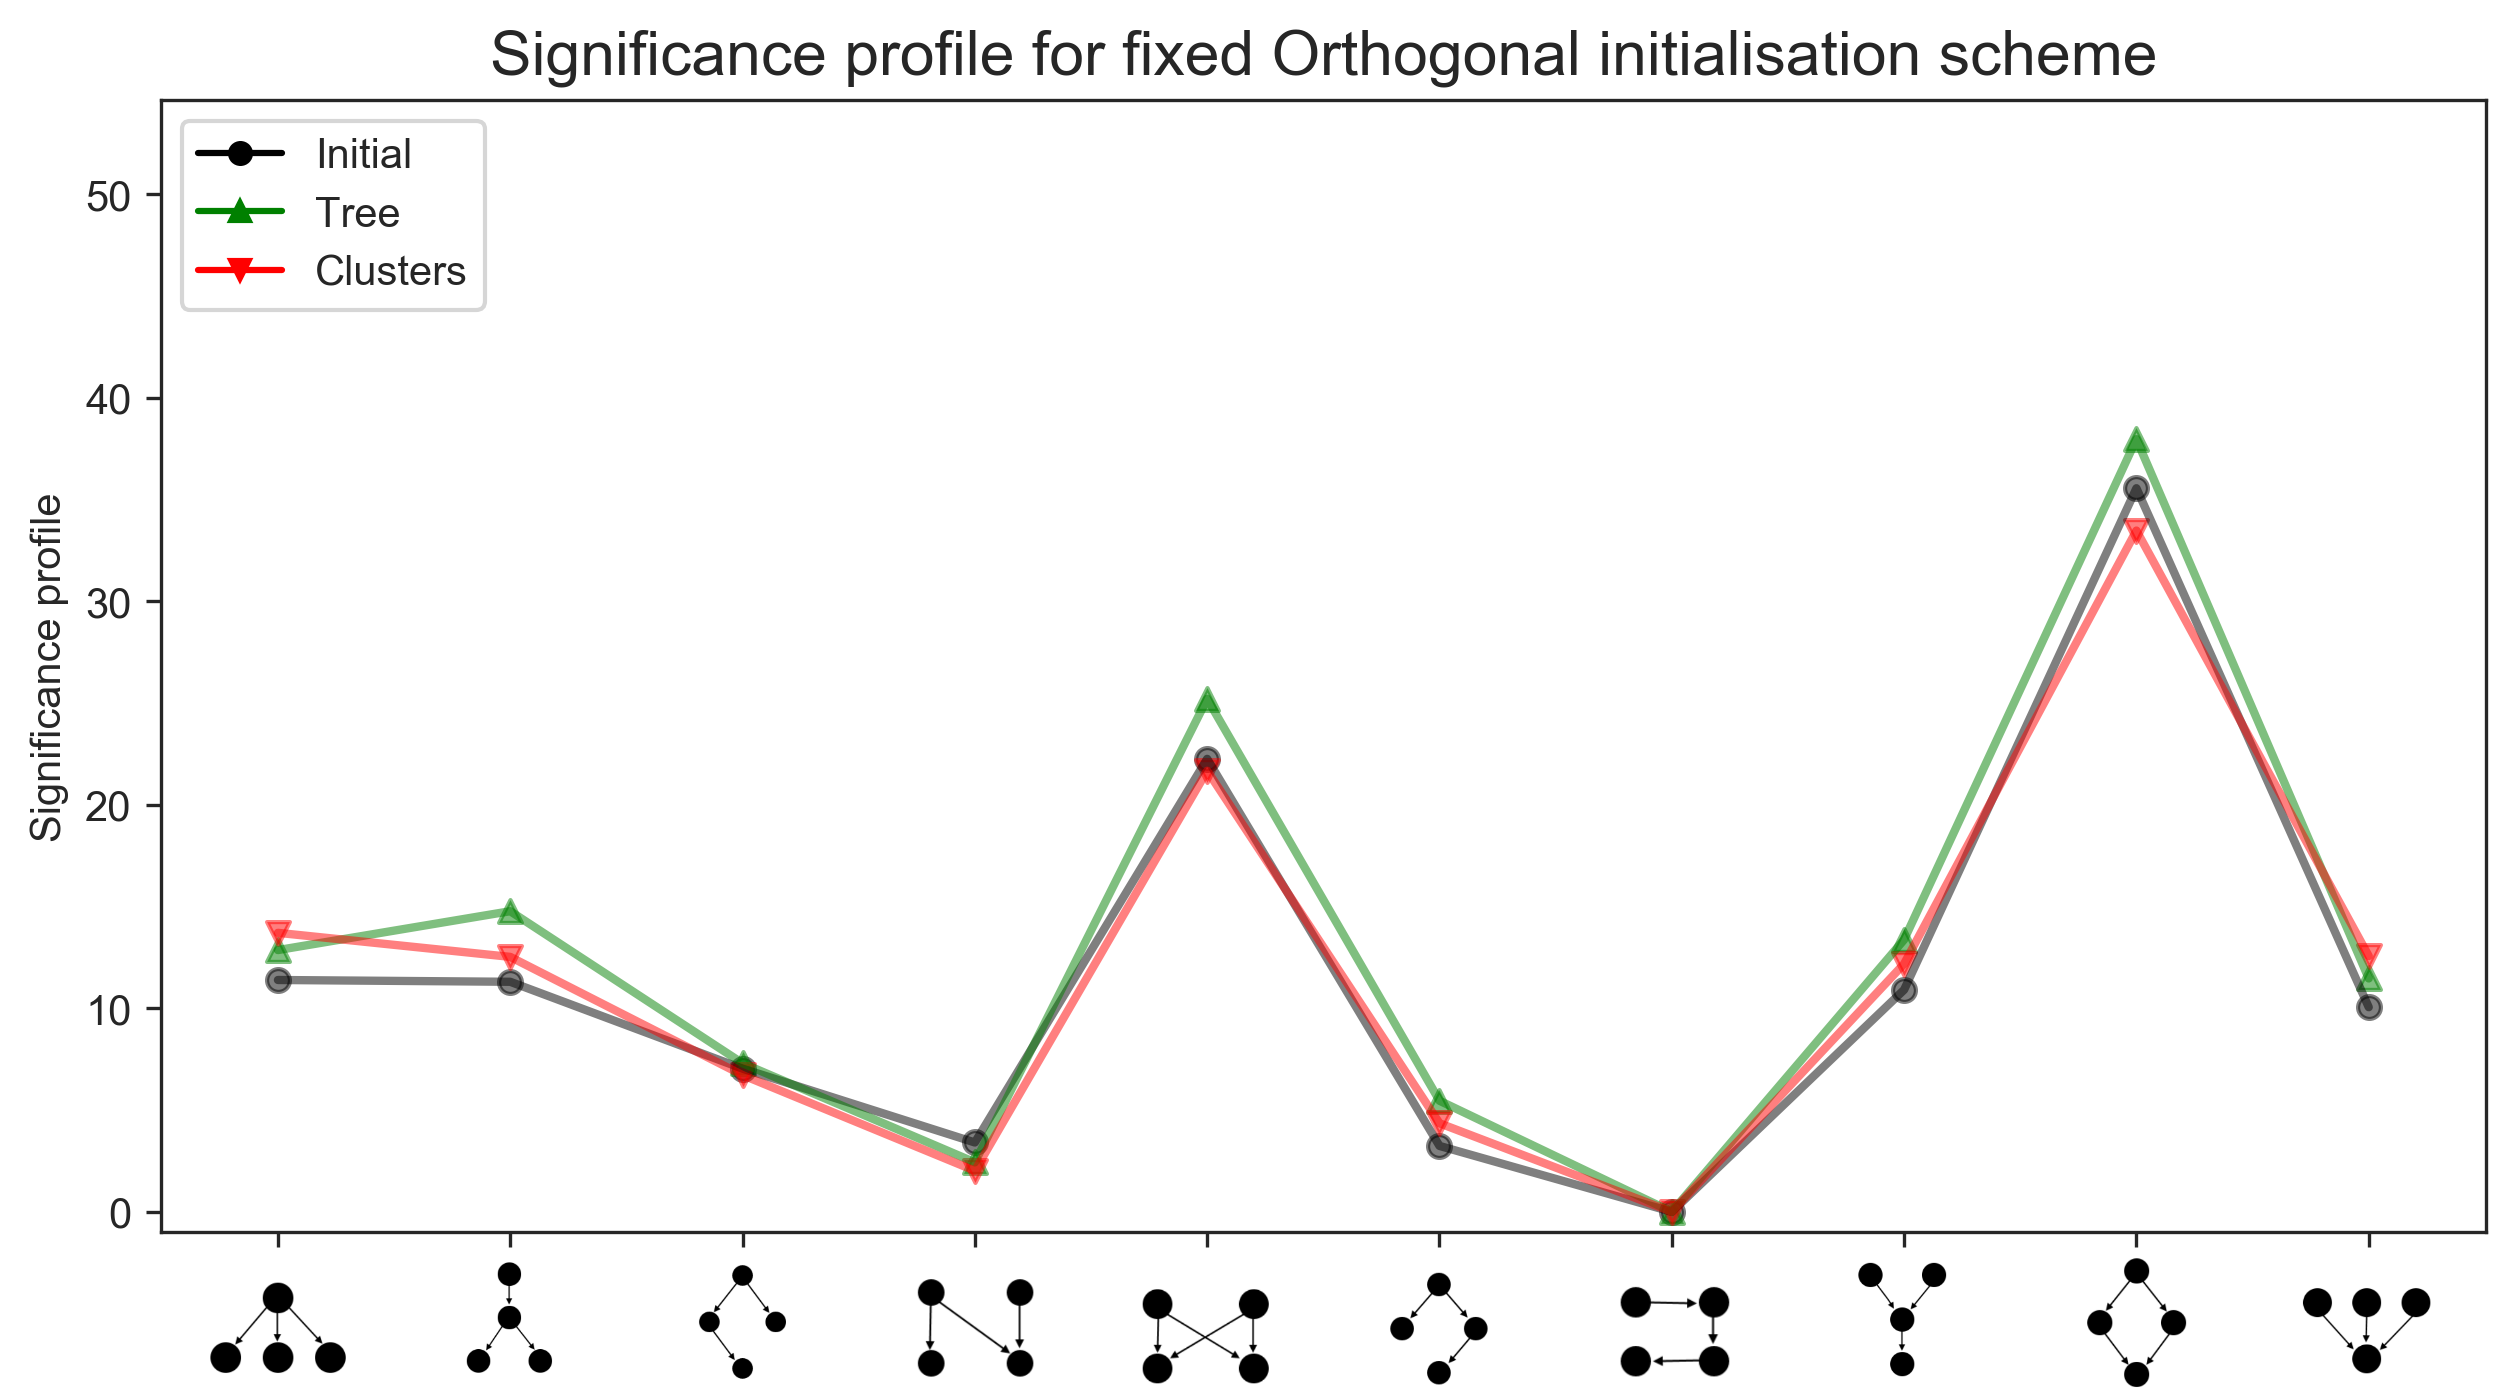 Significance profile for fixed Orthogonal initialisation scheme
Initial
Tree
Clusters
Significance profile
50
40
30
20
10
0